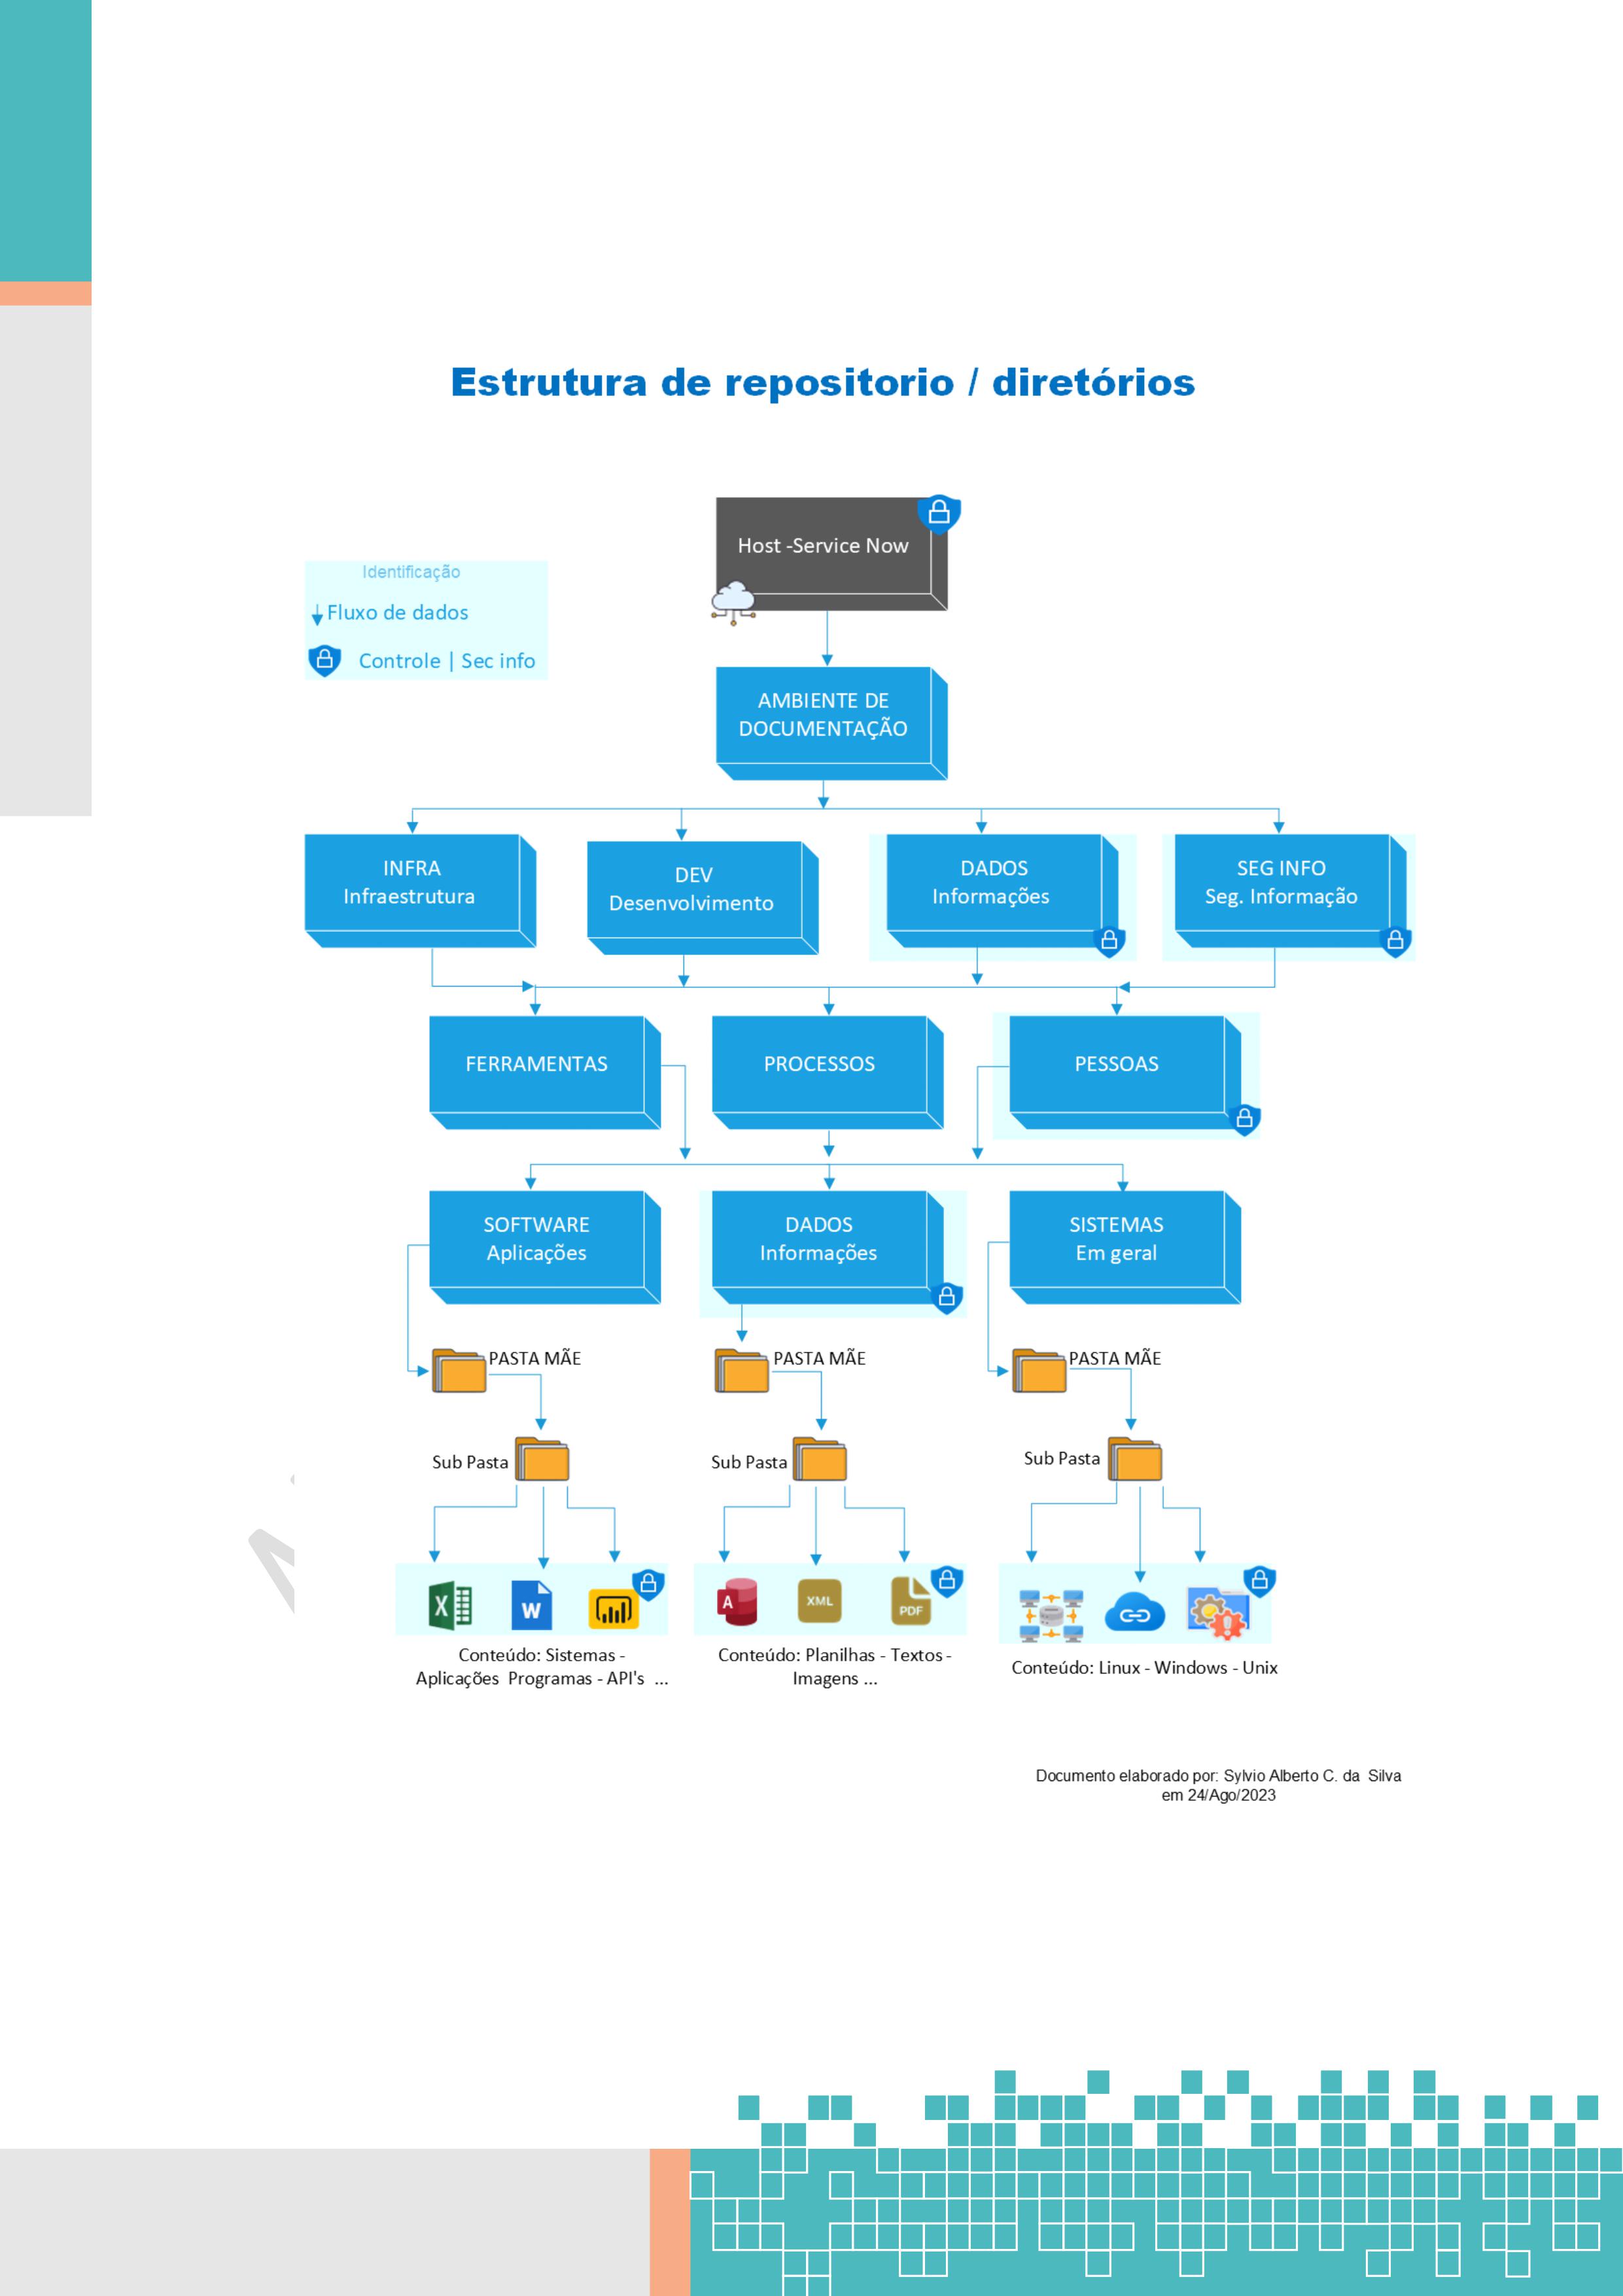 Estrutura de repositorio / diretórios
Host -Service Now
Identificação
Fluxo de dados
Controle | Sec info
AMBIENTE DE
DOCUMENTAÇÃO
INFRA
Infraestrutura
DEV
Desenvolvimento
DADOS
Informações
SEG INFO
Seg. Informação
FERRAMENTAS
PROCESSOS
PESSOAS
SOFTWARE
Aplicações
DADOS
Informações
SISTEMAS
Em geral
PASTA MÃE
PASTA MÃE
PASTA MÃE
Sub Pasta
Sub Pasta
Sub Pasta
X
W
A
XML
PDF
Conteúdo: Sistemas -
Aplicações  Programas - API's  ...
Conteúdo: Planilhas - Textos -
Imagens ...
Conteúdo: Linux - Windows - Unix
Documento elaborado por: Sylvio Alberto C. da  Silva
em 24/Ago/2023